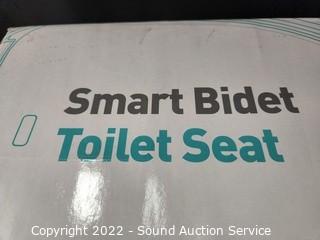 Smart Bidet
Toilet Seat
Copyright 2022 - Sound Auction Service